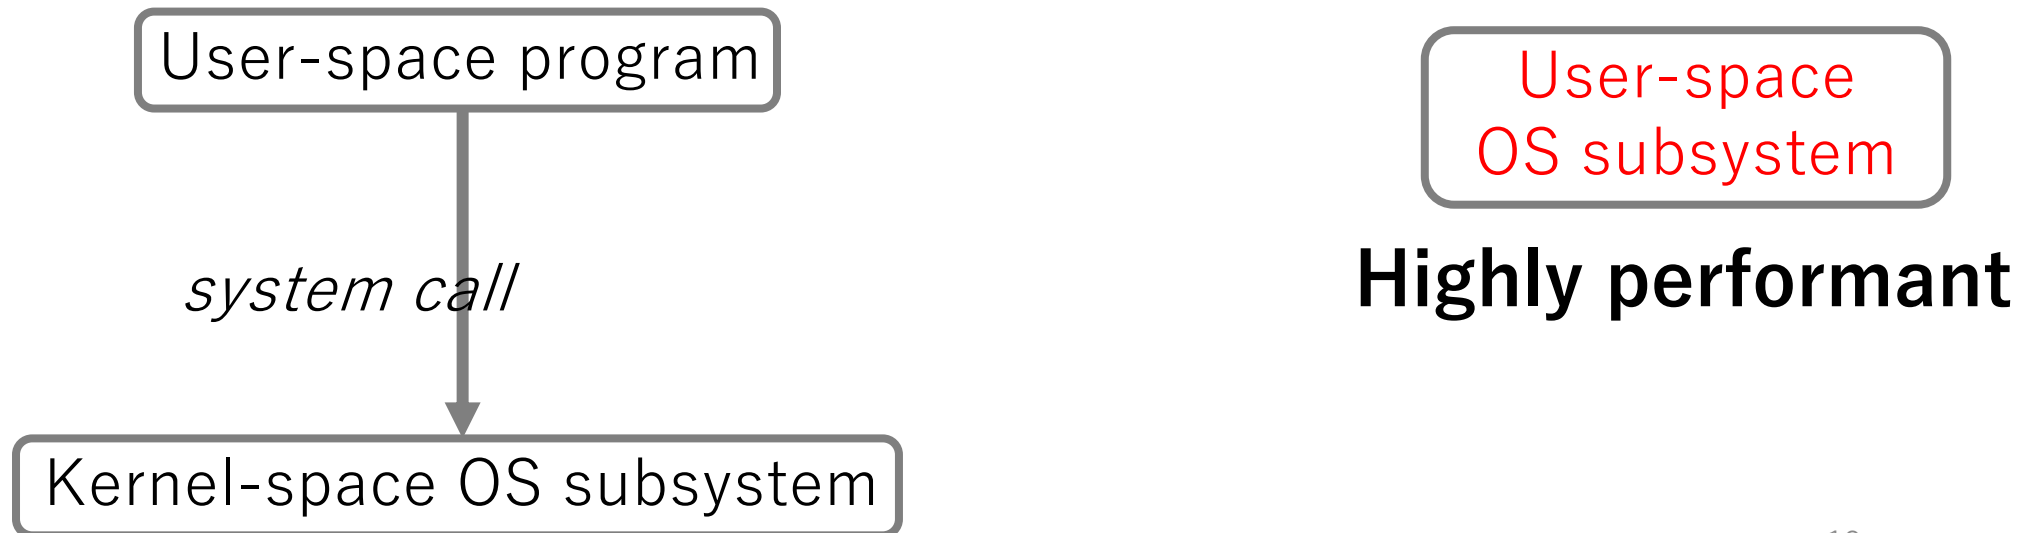 User-space program
system call
Kernel-space OS subsystem
User-space
OS subsystem
Highly performant